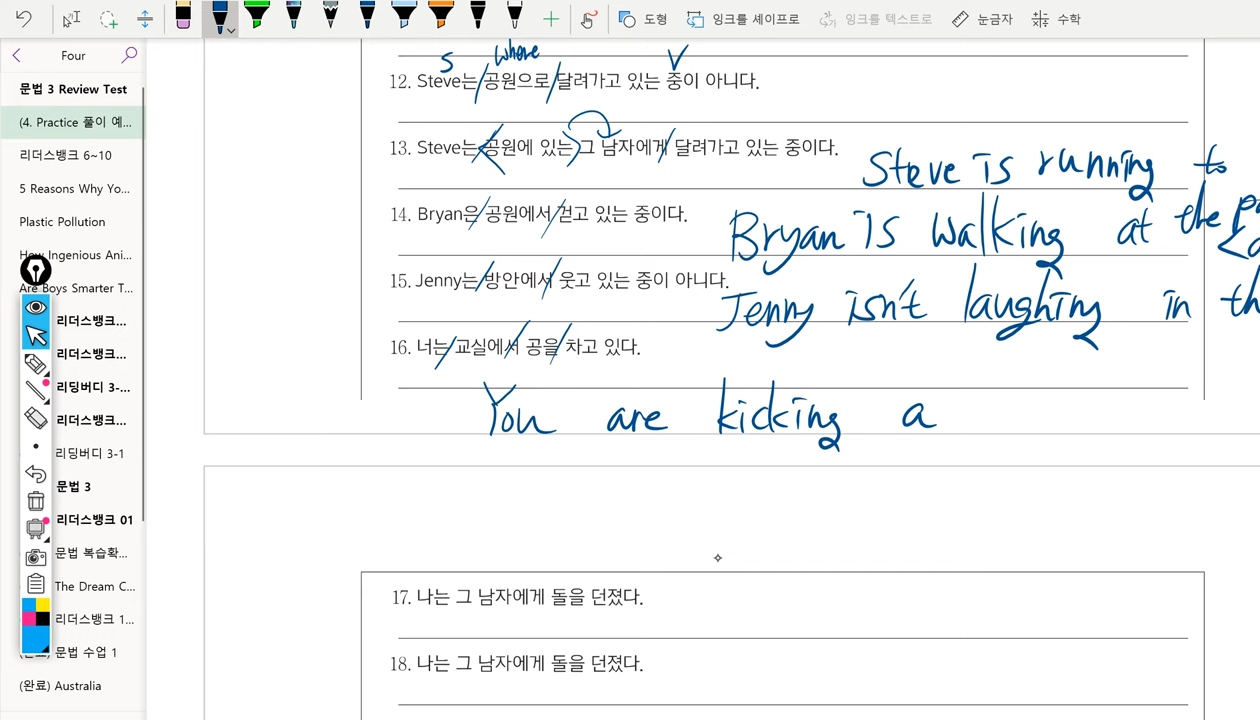 도형
잉크를 셰이프로
잉크를 텍스트로
눈금자
수학
Four
문법 3 Review Test
(4. Practice 풀이 예...
리더스뱅크 6~10
5 Reasons Why Yo...
Plastic Pollution
How Ingenious Ani...
Are Boys Smarter T...
리더스뱅크...
리더스뱅크...
리딩버디 3-...
리더스뱅크...
리딩버디 3-1
문법 3
리더스뱅크 01
문법 복습확...
The Dream C...
리더스뱅크 1...
문법 수업 1
(완료) Australia
S where V
12. Steve는 공원으로 달려가고 있는 중이 아니다.
13. Steve는 공원에 있는 그 남자에게 달려가고 있는 중이다.
Steve is running to
14. Bryan은 공원에서 걷고 있는 중이다.
Bryan is walking at the
15. Jenny는 방안에서 웃고 있는 중이 아니다.
Jenny isn't laughing in
16. 너는 교실에서 공을 차고 있다.
You are kicking a
17. 나는 그 남자에게 돌을 던졌다.
18. 나는 그 남자에게 돌을 던졌다.